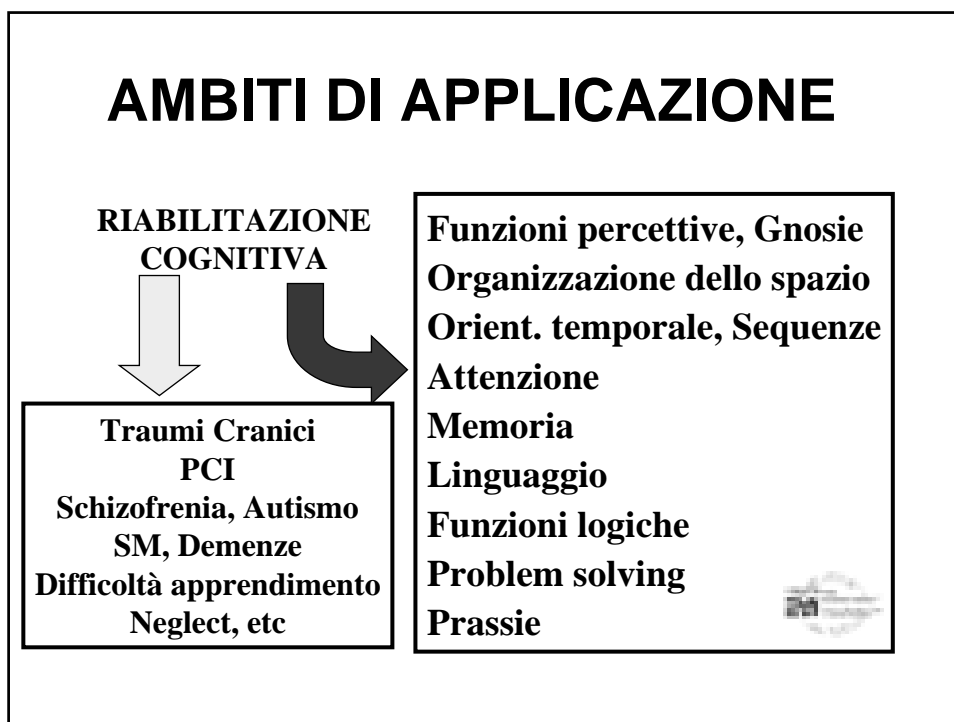 AMBITI DI APPLICAZIONE
RIABILITAZIONE
COGNITIVA
Traumi Cranici
PCI
Schizofrenia, Autismo
SM, Demenze
Difficoltà apprendimento
Neglect, etc
Funzioni percettive, Gnosie
Organizzazione dello spazio
Orient. temporale, Sequenze
Attenzione
Memoria
Linguaggio
Funzioni logiche
Problem solving
Prassie